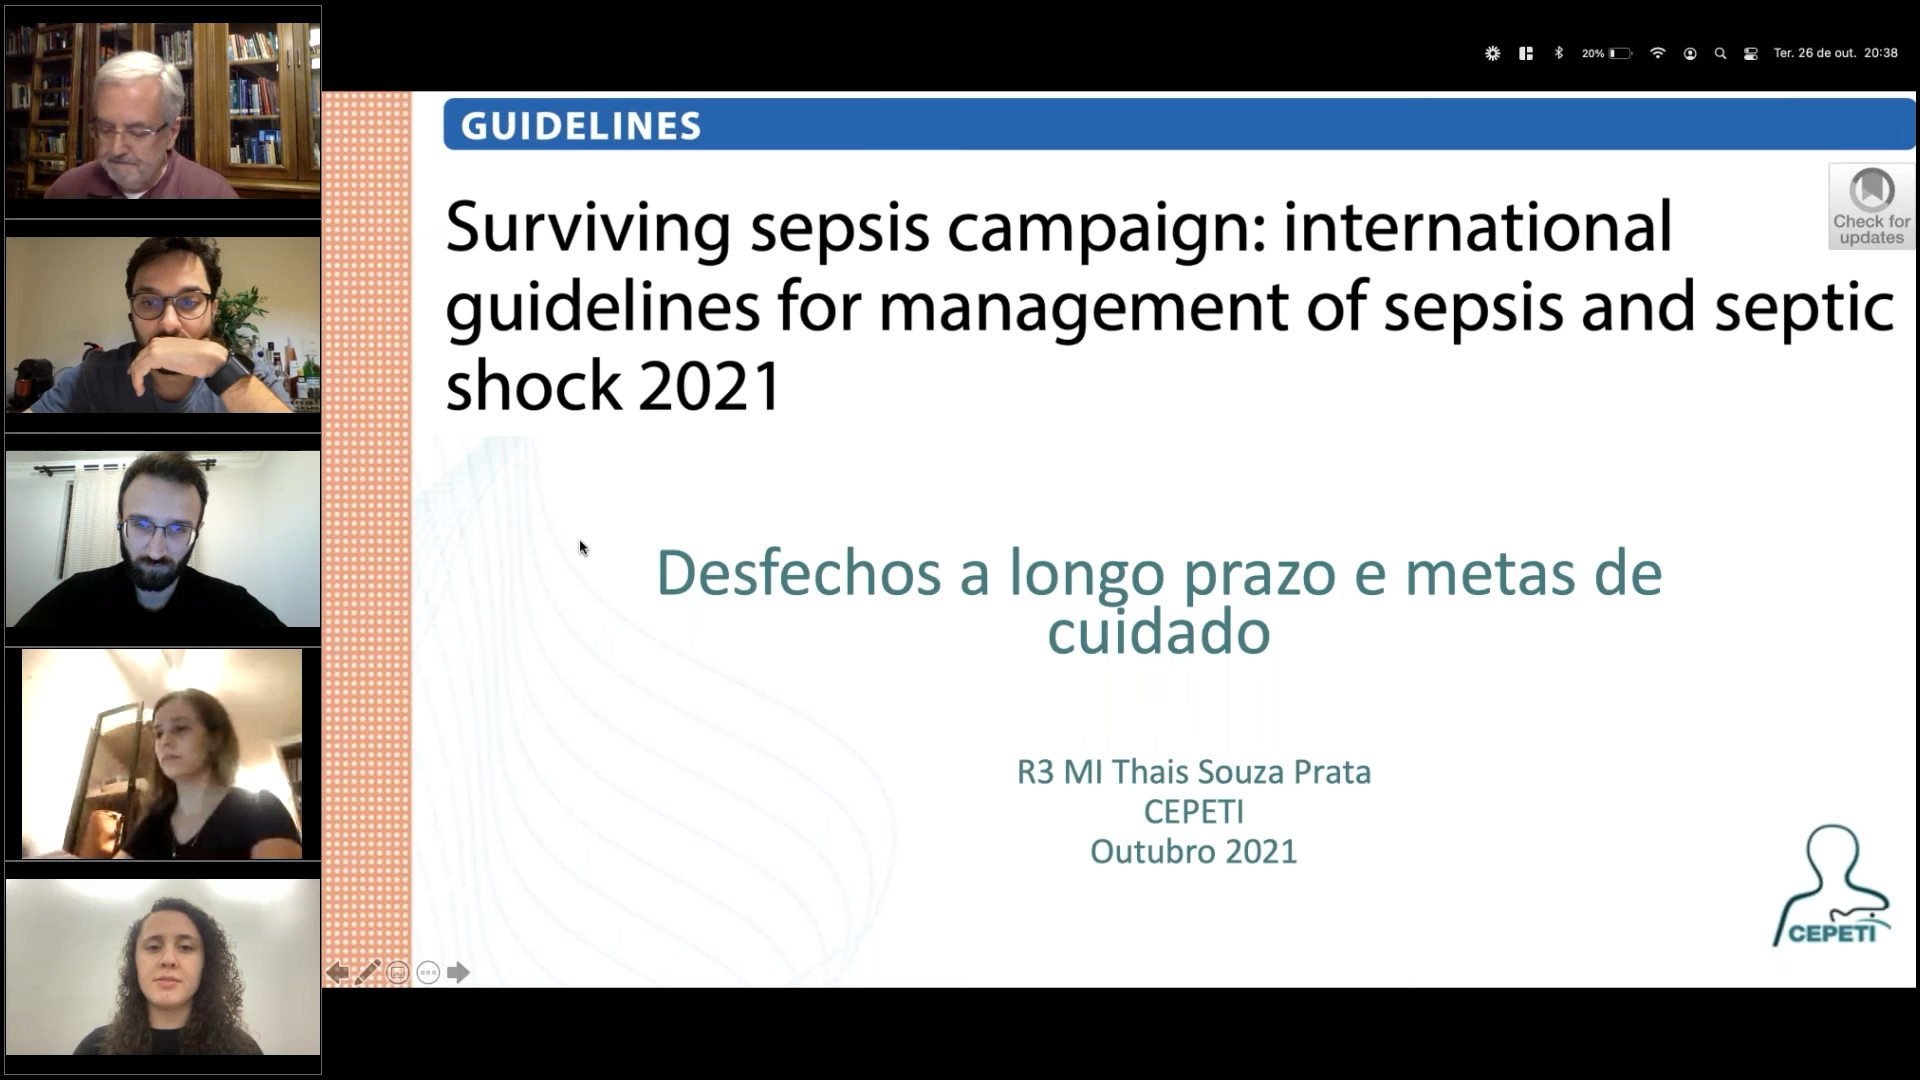 20%
Ter. 26 de out. 20:38
GUIDELINES
Check for
updates
Surviving sepsis campaign: international
guidelines for management of sepsis and septic
shock 2021
Desfechos a longo prazo e metas de
cuidado
R3 MI Thais Souza Prata
CEPETI
Outubro 2021
CEPETI